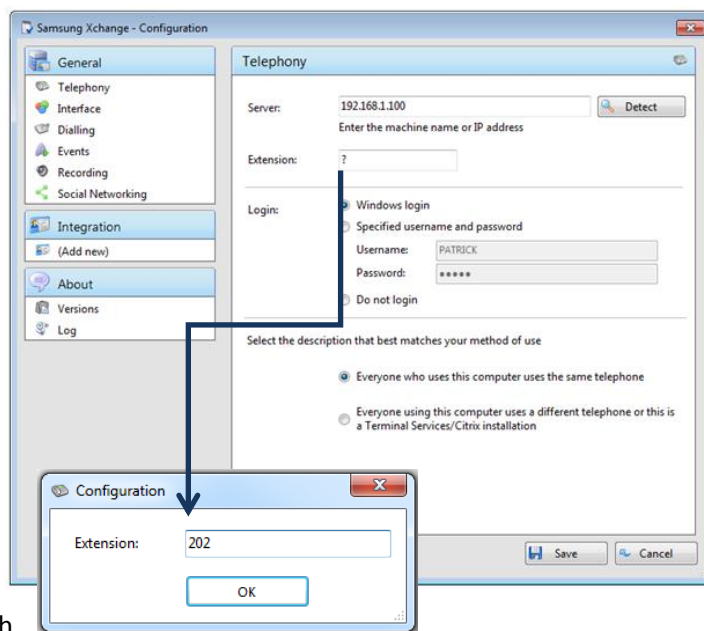 Samsung Xchange - Configuration
General
Telephony
Interface
Dialling
Events
Recording
Social Networking
Integration
(Add new)
About
Versions
Log
Telephony
Server: 192.168.1.100 Detect
Enter the machine name or IP address
Extension: ?
Login: Windows login
Specified username and password
Username: PATRICK
Password: •••••
Do not login
Select the description that best matches your method of use
Everyone who uses this computer uses the same telephone
Everyone using this computer uses a different telephone or this is
a Terminal Services/Citrix installation
Save Cancel
Configuration
Extension: 202
OK